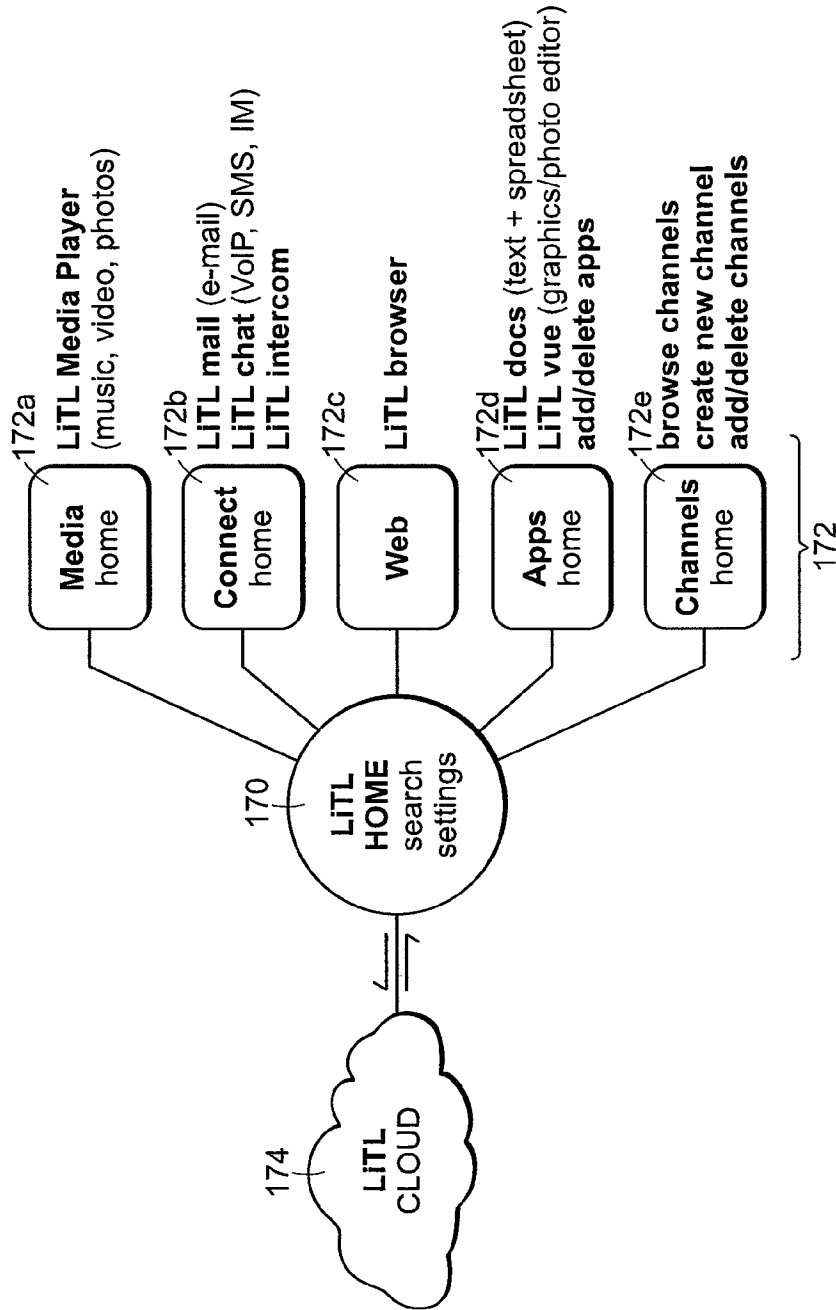 174
LiTL
CLOUD
170
LiTL
HOME
search
settings
172a
Media
home
LiTL Media Player
(music, video, photos)
172b
Connect
home
LiTL mail (e-mail)
LiTL chat (VoIP, SMS, IM)
LiTL intercom
172c
Web
LiTL browser
172d
Apps
home
LiTL docs (text + spreadsheet)
LiTL vue (graphics/photo editor)
add/delete apps
172e
Channels
home
browse channels
create new channel
add/delete channels
172